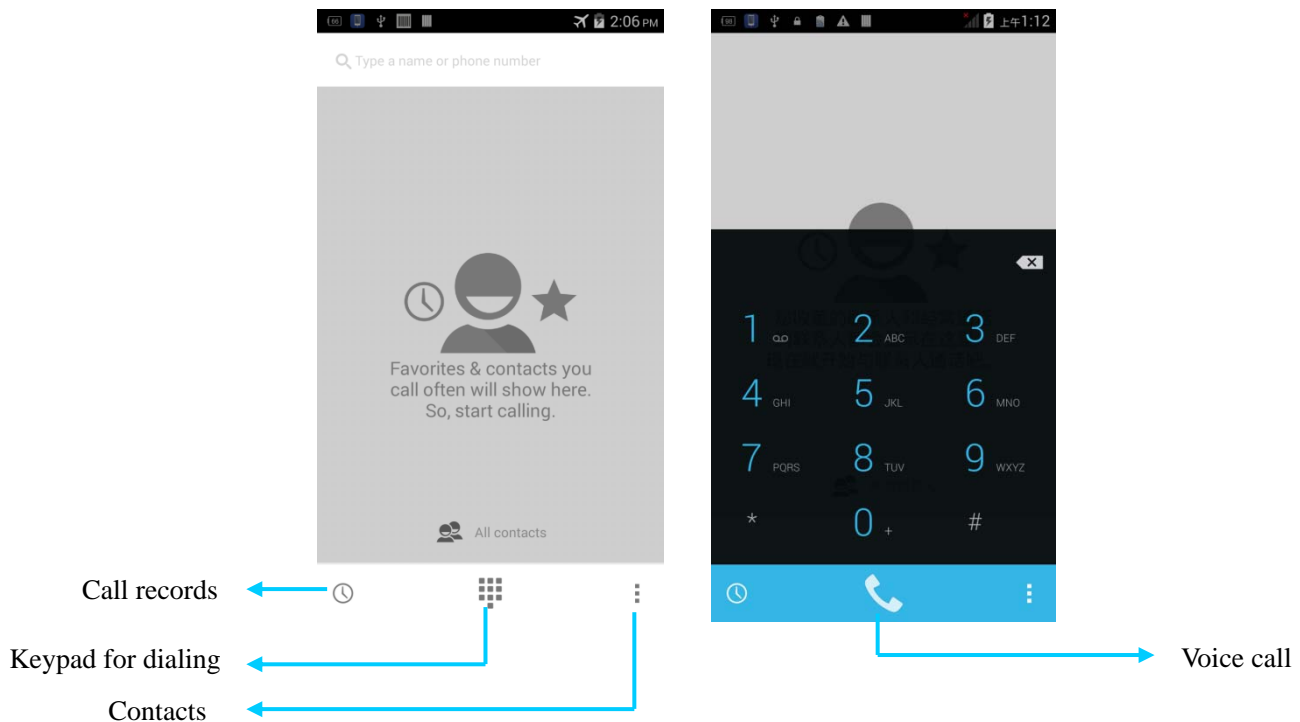 2:06 PM
Type a name or phone number
Favorites & contacts you
call often will show here.
So, start calling.
All contacts
上午1:12
1
2 ABC
3 DEF
4 GHI
5 JKL
6 MNO
7 PQRS
8 TUV
9 WXYZ
*
0 +
#
Call records
Keypad for dialing
Contacts
Voice call